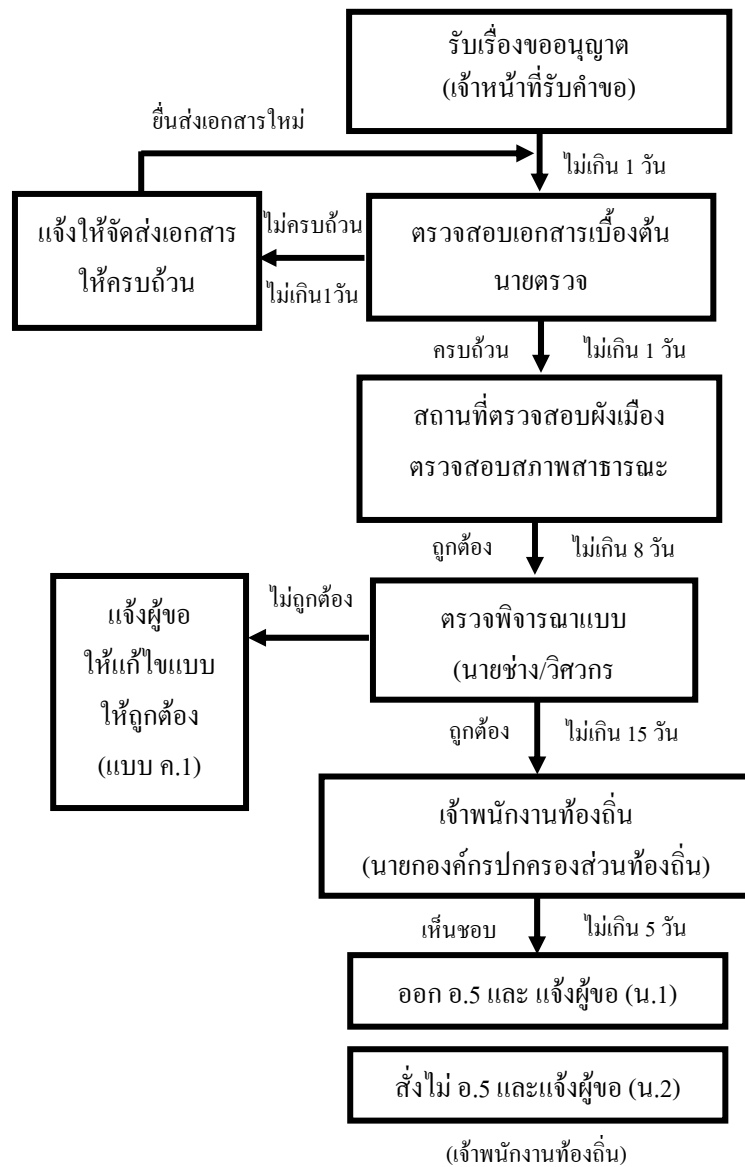 รับเรื่องขออนุญาต
(เจ้าหน้าที่รับคำขอ)
ยื่นส่งเอกสารใหม่
ไม่เกิน 1 วัน
แจ้งให้จัดส่งเอกสาร
ให้ครบถ้วน
ไม่ครบถ้วน
ไม่เกิน1วัน
ตรวจสอบเอกสารเบื้องต้น
นายตรวจ
ครบถ้วน
ไม่เกิน 1 วัน
สถานที่ตรวจสอบผังเมือง
ตรวจสอบสภาพสาธารณะ
ถูกต้อง
ไม่เกิน 8 วัน
แจ้งผู้ขอ
ให้แก้ไขแบบ
ให้ถูกต้อง
(แบบ ค.1)
ไม่ถูกต้อง
ตรวจพิจารณาแบบ
(นายช่าง/วิศวกร
ถูกต้อง
ไม่เกิน 15 วัน
เจ้าพนักงานท้องถิ่น
(นายกองค์กรปกครองส่วนท้องถิ่น)
เห็นชอบ
ไม่เกิน 5 วัน
ออก อ.5 และ แจ้งผู้ขอ (น.1)
สั่งไม่ อ.5 และแจ้งผู้ขอ (น.2)
(เจ้าพนักงานท้องถิ่น)